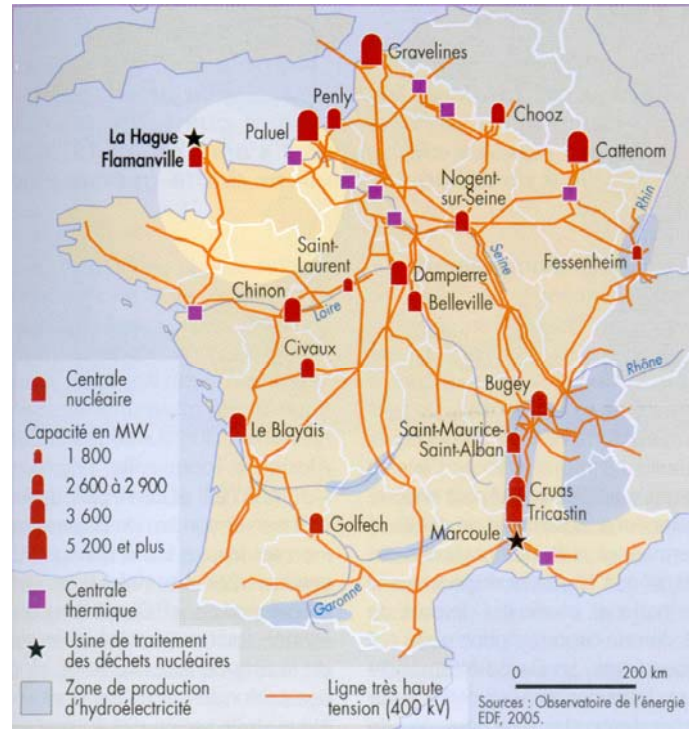 Gravelines
Penly
Chooz
La Hague
Paluel
Flamanville
Cattenom
Nogent-
sur-Seine
Rhin
Saint-
Laurent
Seine
Fessenheim
Dampierre
Chinon
Loire
Belleville
Civaux
Rhône
Bugey
Le Blayais
Saint-Maurice-
Saint-Alban
Cruas
Tricastin
Golfech
Marcoule
Garonne
Centrale
nucléaire
Capacité en MW
1 800
2 600 à 2 900
3 600
5 200 et plus
Centrale
thermique
Usine de traitement
des déchets nucléaires
Zone de production
d'hydroélectricité
Ligne très haute
tension (400 kV)
0 200 km
Sources : Observatoire de l'énergie
EDF, 2005.